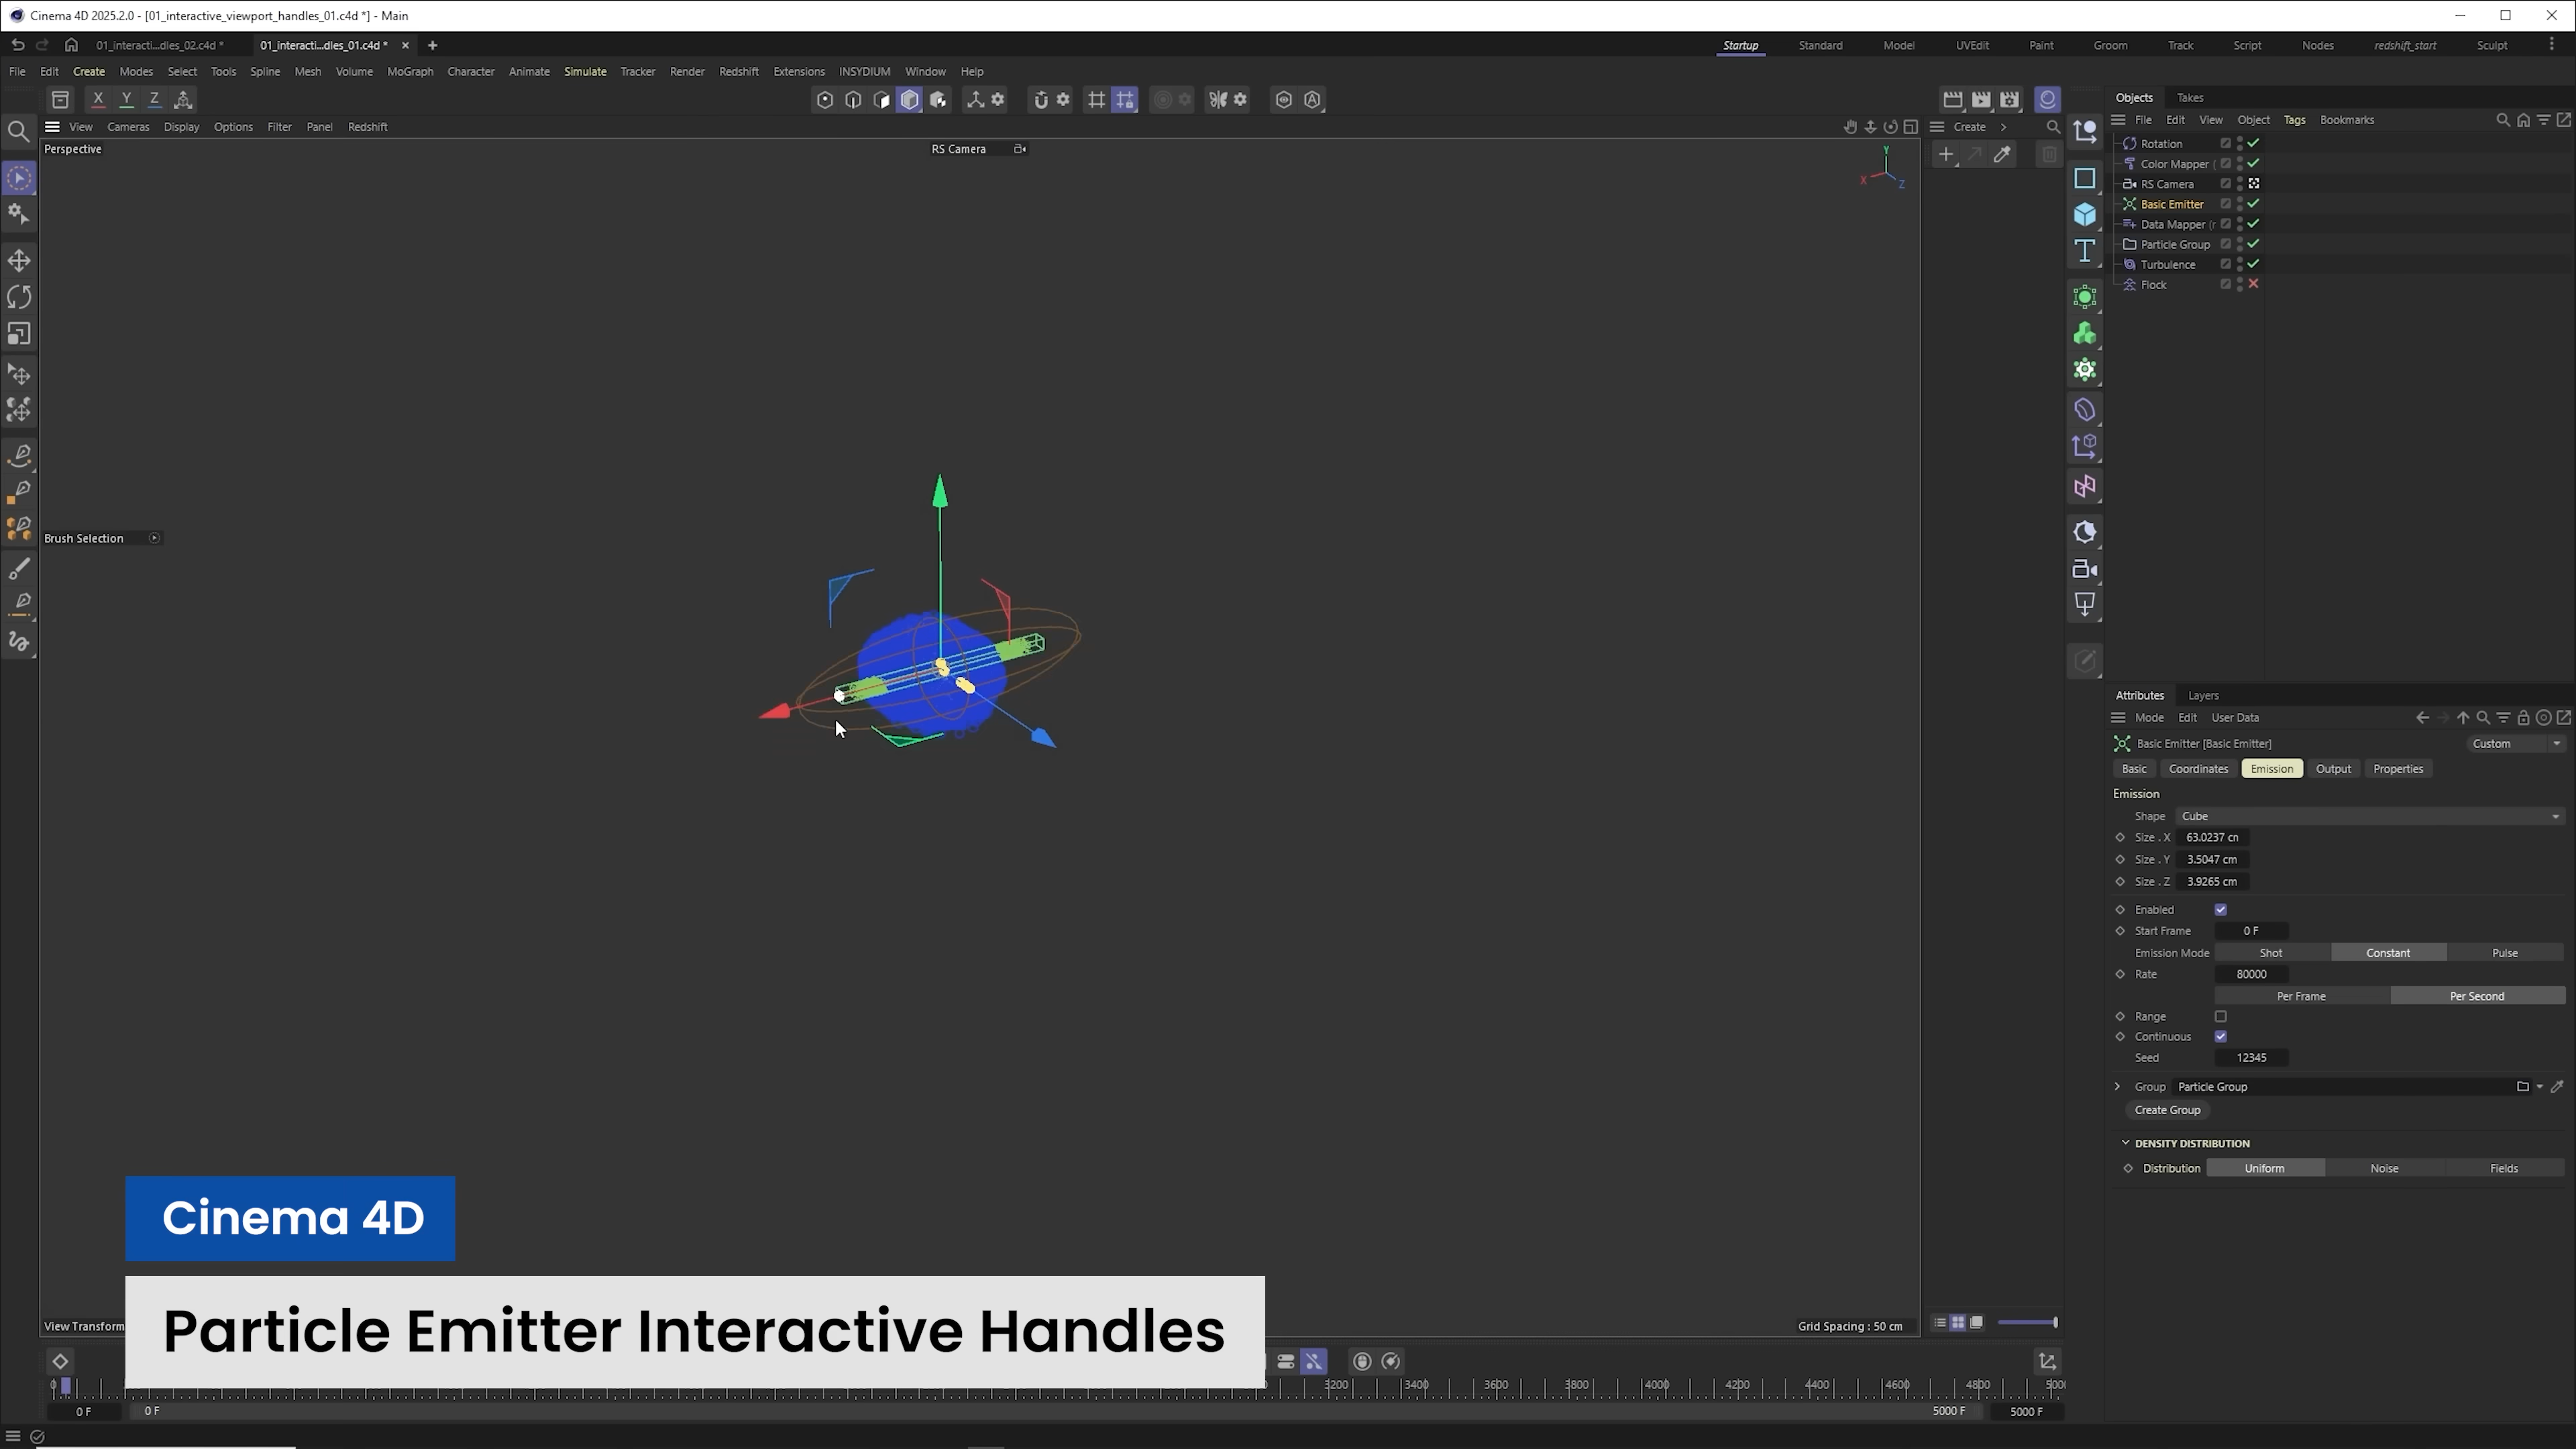 Cinema 4D 2025.2.0 - [01_interactive_viewport_handles_01.c4d *] - Main
01_interacti...dles_02.c4d *
01_interacti...dles_01.c4d *
Startup Standard Model UVEdit Paint Groom Track Script Nodes redshift_start Sculpt
File Edit Create Modes Select Tools Spline Mesh Volume MoGraph Character Animate Simulate Tracker Render Redshift Extensions INSYDIUM Window Help
X Y Z
View Cameras Display Options Filter Panel Redshift
Create
Perspective
RS Camera
Y
X
Z
Brush Selection
Objects Takes
File Edit View Object Tags Bookmarks
Rotation
Color Mapper (
RS Camera
Basic Emitter
Data Mapper (r
Particle Group
Turbulence
Flock
Attributes Layers
Mode Edit User Data
Basic Emitter [Basic Emitter]
Custom
Basic Coordinates Emission Output Properties
Emission
Shape Cube
Size . X 63.0237 cn
Size . Y 3.5047 cm
Size . Z 3.9265 cm
Enabled
Start Frame 0 F
Emission Mode Shot Constant Pulse
Rate 80000
Per Frame Per Second
Range
Continuous
Seed 12345
Group Particle Group
Create Group
DENSITY DISTRIBUTION
Distribution Uniform Noise Fields
Cinema 4D
Particle Emitter Interactive Handles
View Transform
Grid Spacing : 50 cm
0 3200 3400 3600 3800 4000 4200 4400 4600 4800 5000
0 F 0 F 5000 F 5000 F